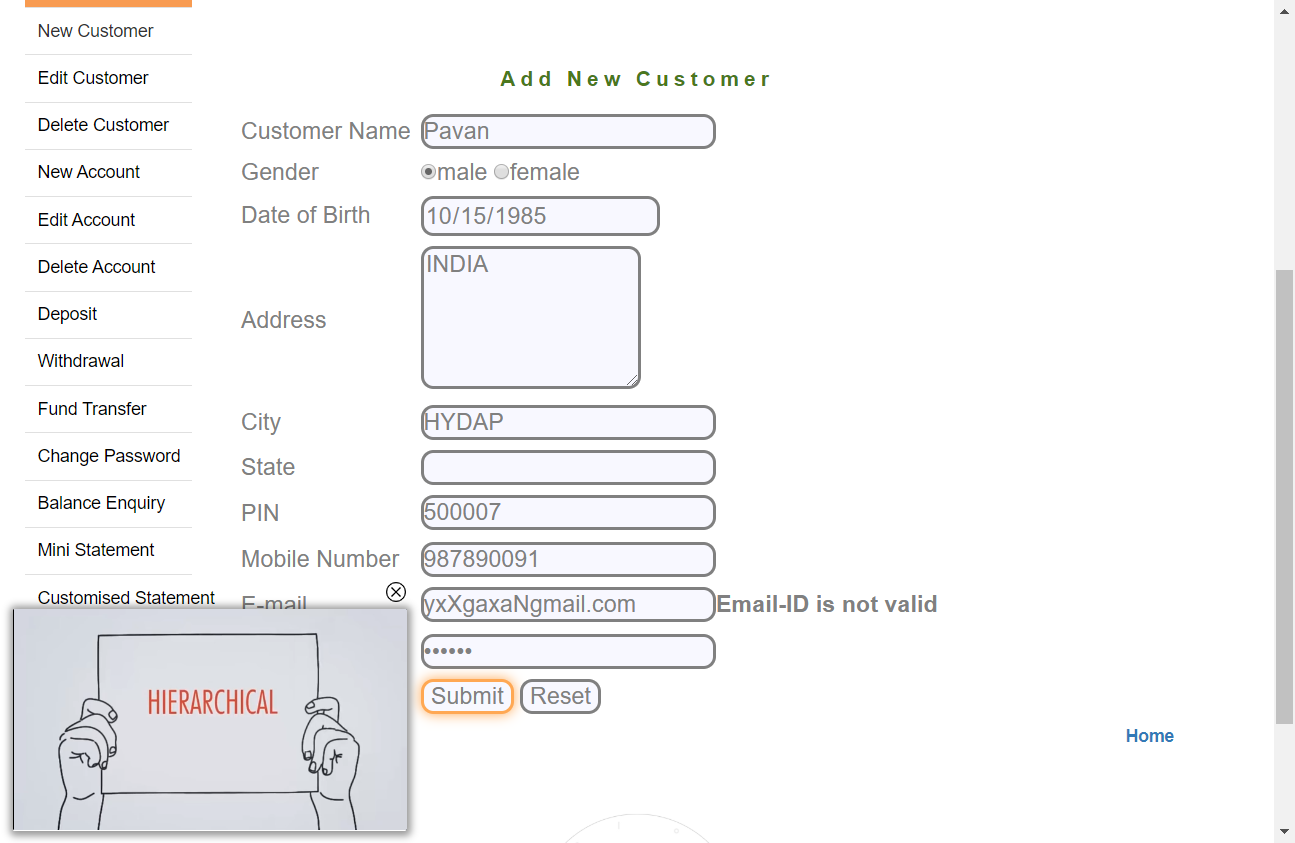 New Customer
Edit Customer
Delete Customer
New Account
Edit Account
Delete Account
Deposit
Withdrawal
Fund Transfer
Change Password
Balance Enquiry
Mini Statement
Customised Statement
Add New Customer
Customer Name Pavan
Gender male female
Date of Birth 10/15/1985
Address INDIA
City HYDAP
State
PIN 500007
Mobile Number 987890091
E-mail yxXgaxaNgmail.com Email-ID is not valid
••••••
Submit Reset
Home
HIERARCHICAL